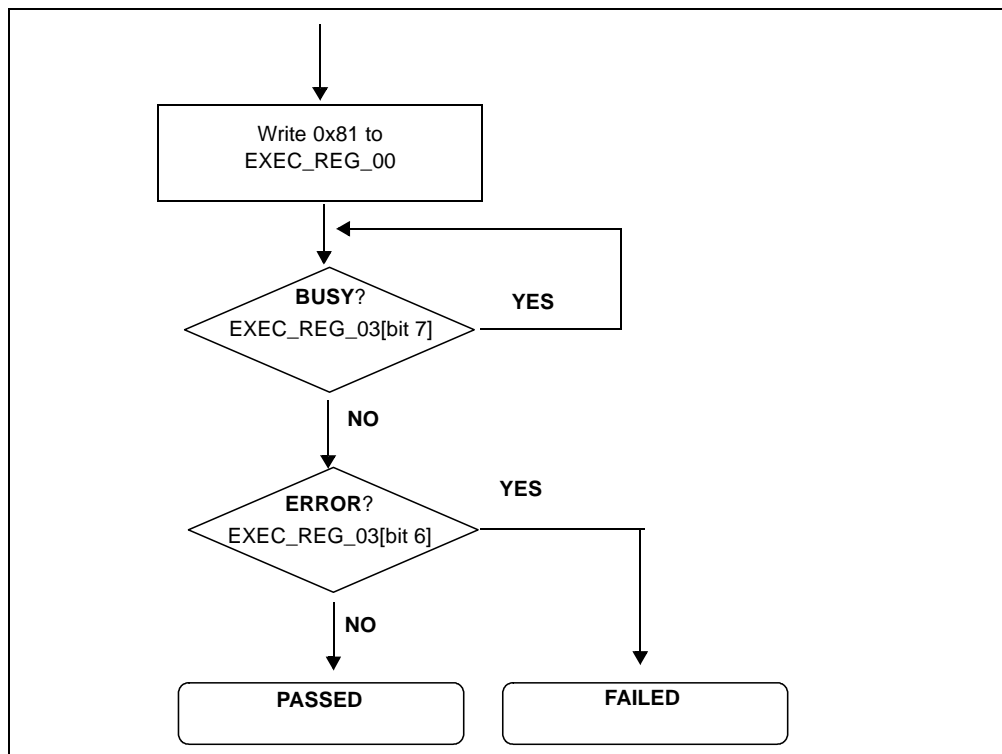 Write 0x81 to
EXEC_REG_00
BUSY?
YES
EXEC_REG_03[bit 7]
NO
YES
ERROR?
EXEC_REG_03[bit 6]
NO
PASSED
FAILED